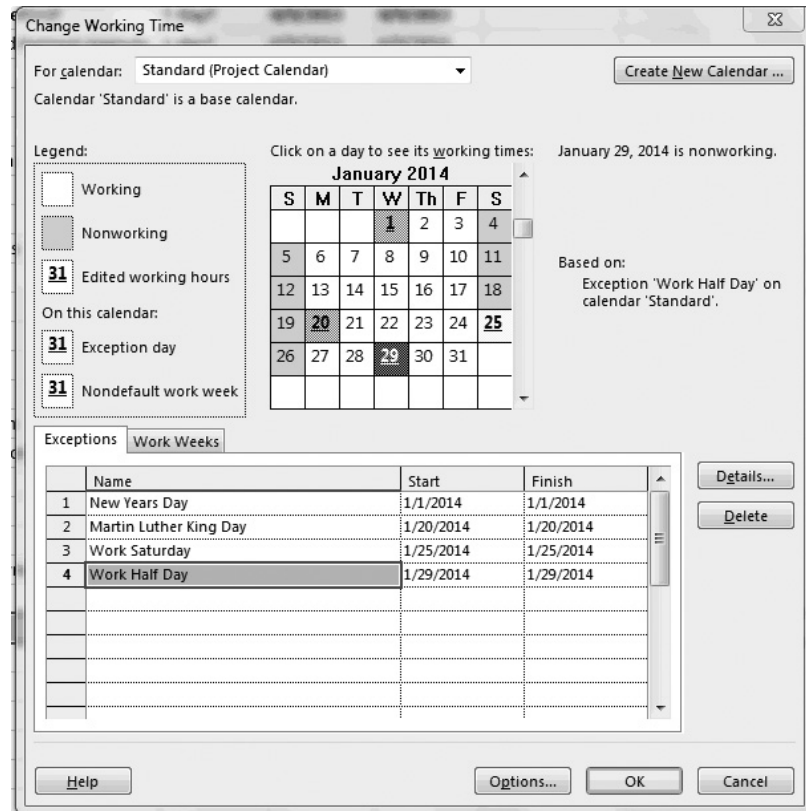 Change Working Time
For calendar: Standard (Project Calendar)
Create New Calendar ...
Calendar 'Standard' is a base calendar.
Legend:
Working
Nonworking
31 Edited working hours
On this calendar:
31 Exception day
31 Nondefault work week
Click on a day to see its working times:
January 2014
S M T W Th F S
1 2 3 4
5 6 7 8 9 10 11
12 13 14 15 16 17 18
19 20 21 22 23 24 25
26 27 28 29 30 31
January 29, 2014 is nonworking.
Based on:
Exception 'Work Half Day' on
calendar 'Standard'.
Exceptions Work Weeks
Name Start Finish
1 New Years Day 1/1/2014 1/1/2014
2 Martin Luther King Day 1/20/2014 1/20/2014
3 Work Saturday 1/25/2014 1/25/2014
4 Work Half Day 1/29/2014 1/29/2014
Details...
Delete
Help
Options...
OK
Cancel